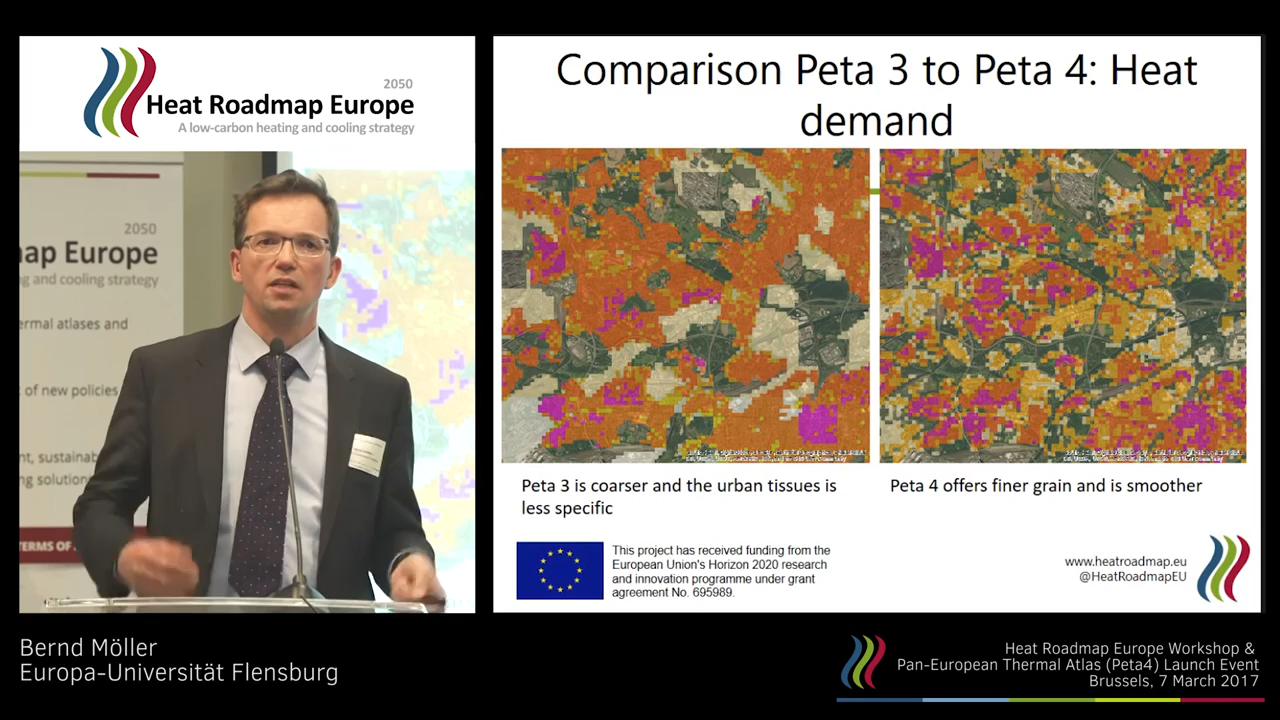 2050
Heat Roadmap Europe
A low-carbon heating and cooling strategy
2050
ap Europe
and cooling strategy
ermal atlases and
of new policies
nt, sustainab
ng solution
TERMS OF
Comparison Peta 3 to Peta 4: Heat
demand
Peta 3 is coarser and the urban tissues is
less specific
Peta 4 offers finer grain and is smoother
This project has received funding from the
European Union's Horizon 2020 research
and innovation programme under grant
agreement No. 695989.
www.heatroadmap.eu
@HeatRoadmapEU
Bernd Möller
Europa-Universität Flensburg
Heat Roadmap Europe Workshop &
Pan-European Thermal Atlas (Peta4) Launch Event
Brussels, 7 March 2017